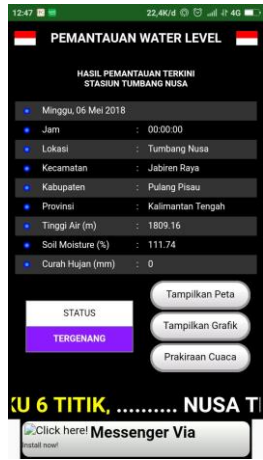 12:47 22,4K/d 4G
PEMANTAUAN WATER LEVEL
HASIL PEMANTAUAN TERKINI
STASIUN TUMBANG NUSA
Minggu, 06 Mei 2018
Jam : 00:00:00
Lokasi : Tumbang Nusa
Kecamatan : Jabiren Raya
Kabupaten : Pulang Pisau
Provinsi : Kalimantan Tengah
Tinggi Air (m) : 1809.16
Soil Moisture (%) : 111.74
Curah Hujan (mm) : 0
STATUS
TERGENANG
Tampilkan Peta
Tampilkan Grafik
Prakiraan Cuaca
KU 6 TITIK, .......... NUSA T
Click here! Messenger Via
Install now!